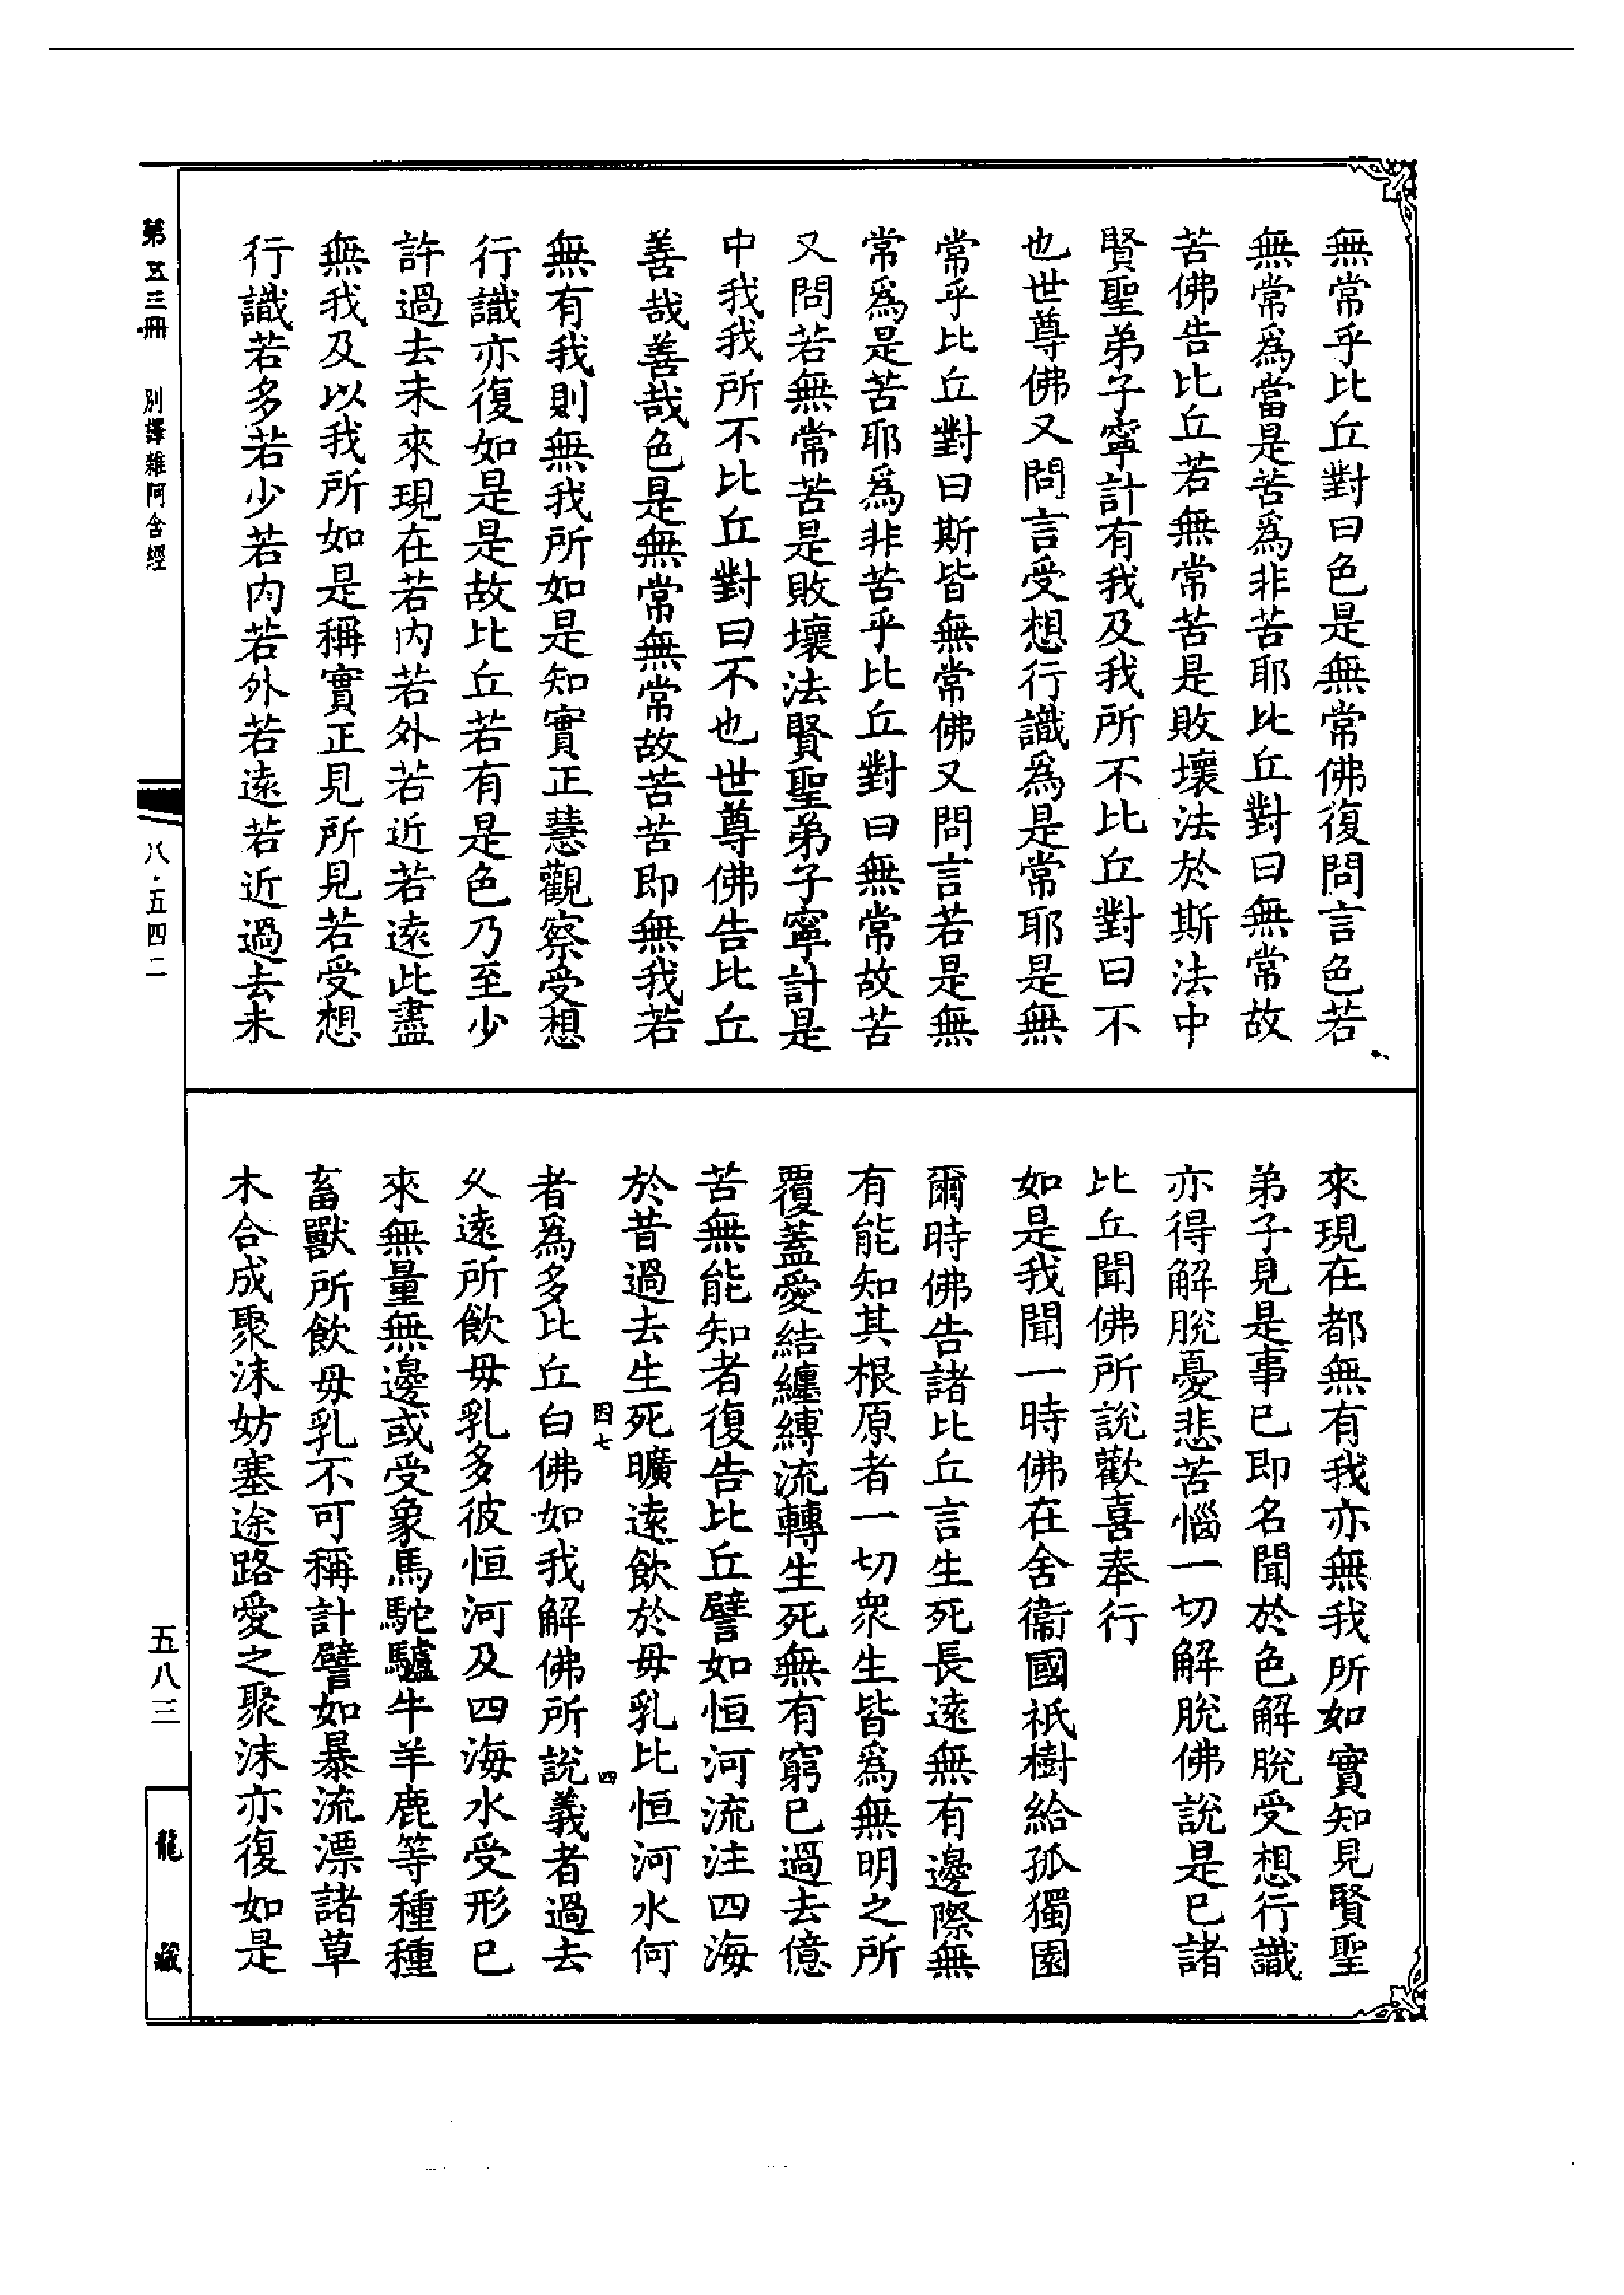 無常乎比丘對曰色是無常佛復問言色若
無常爲當是苦爲非苦耶比丘對曰無常故
苦佛告比丘若無常苦是敗壞法於斯法中
賢聖弟子寧計有我及我所不比丘對曰不
也世尊佛又問言受想行識爲是常耶是無
常乎比丘對曰斯皆無常佛又問言若是無
常爲是苦耶爲非苦乎比丘對曰無常故苦
又問若無常苦是敗壞法賢聖弟子寧計是
中我我所不比丘對曰不也世尊佛告比丘
善哉善哉色是無常無常故苦苦即無我若
無有我則無我所如是知實正慧觀察受想
行識亦復如是是故比丘若有是色乃至少
許過去未來現在若內若外若近若遠此盡
無我及以我所如是稱實正見所見若受想
行識若多若少若內若外若遠若近過去未
來現在都無有我亦無我所如實知見賢聖
弟子見是事已即名聞於色解脫受想行識
亦得解脫憂悲苦惱一切解脫佛說是已諸
比丘聞佛所說歡喜奉行
如是我聞一時佛在舍衞國祇樹給孤獨園
爾時佛告諸比丘言生死長遠無有邊際無
有能知其根原者一切衆生皆爲無明之所
覆蓋愛結纏縛流轉生死無有窮已過去億
苦無能知者復告比丘譬如恒河流注四海
於昔過去生死曠遠飲於母乳比恒河水何
四七
四
者爲多比丘白佛如我解佛所說義者過去
久遠所飲母乳多彼恒河及四海水受形已
來無量無邊或受象馬駝驢牛羊鹿等種種
畜獸所飲母乳不可稱計譬如暴流漂諸草
木合成聚沫妨塞途路愛之聚沫亦復如是
第五三冊 別譯雜阿含經
八·五四二
五八三
龍藏